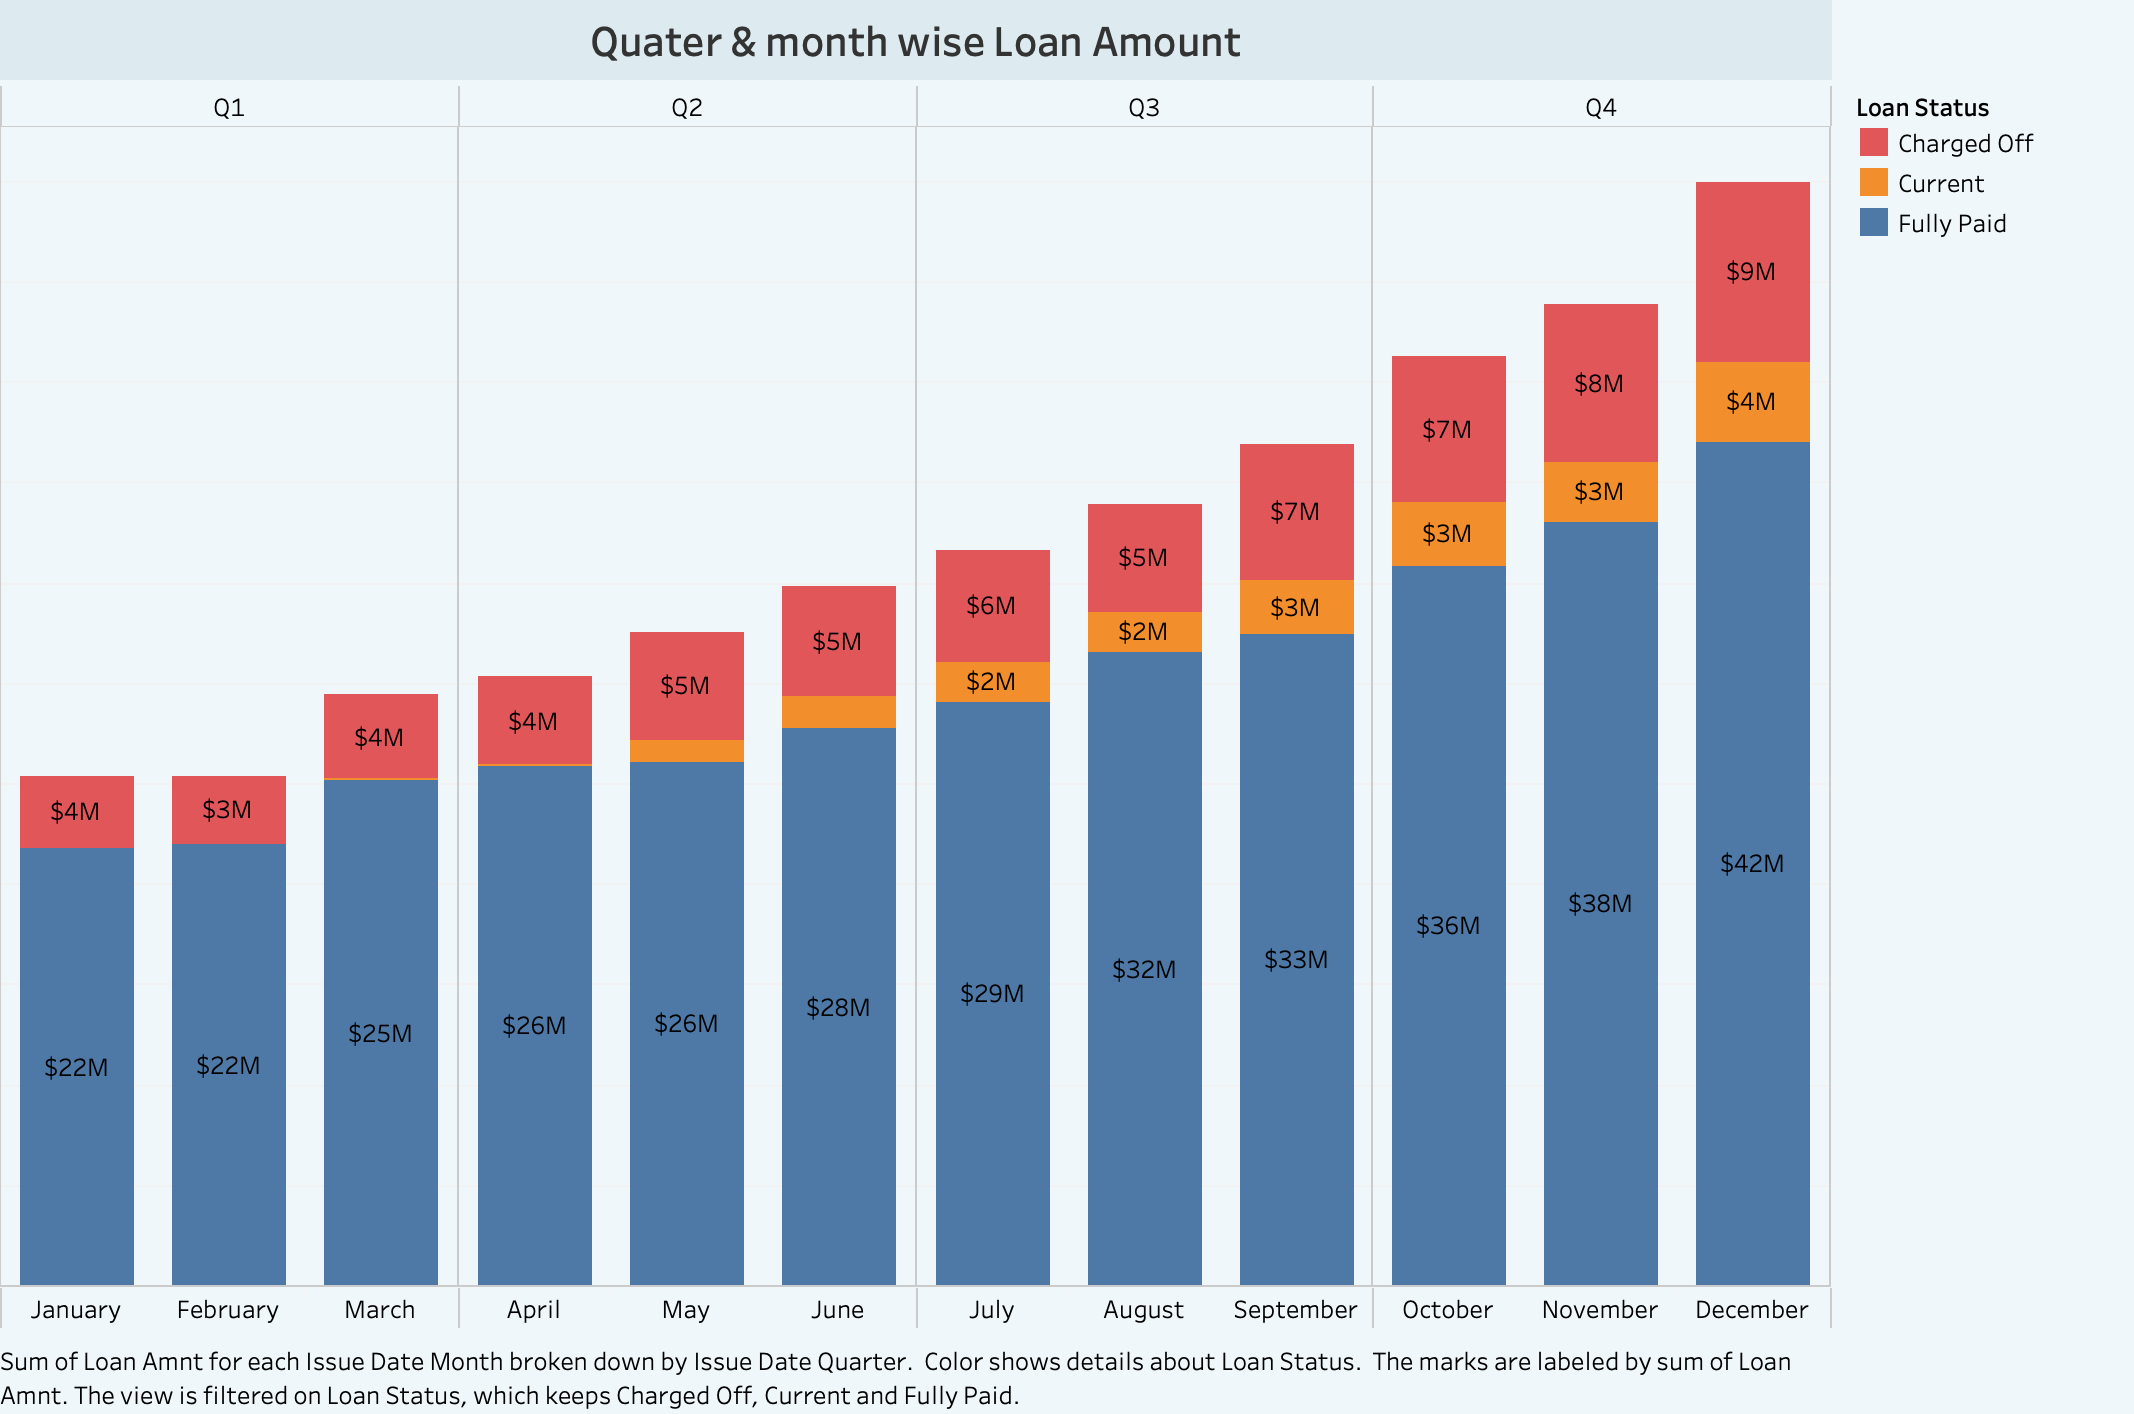 Quater & month wise Loan Amount
Q1 Q2 Q3 Q4
Loan Status
Charged Off
Current
Fully Paid
$9M
$8M
$4M
$7M
$3M
$7M
$3M
$5M
$3M
$6M
$2M
$5M
$2M
$5M
$4M
$4M
$4M
$3M
$42M
$38M
$36M
$33M
$32M
$29M
$28M
$26M
$26M
$25M
$22M
$22M
January February March April May June July August September October November December
Sum of Loan Amnt for each Issue Date Month broken down by Issue Date Quarter.  Color shows details about Loan Status.  The marks are labeled by sum of Loan
Amnt. The view is filtered on Loan Status, which keeps Charged Off, Current and Fully Paid.